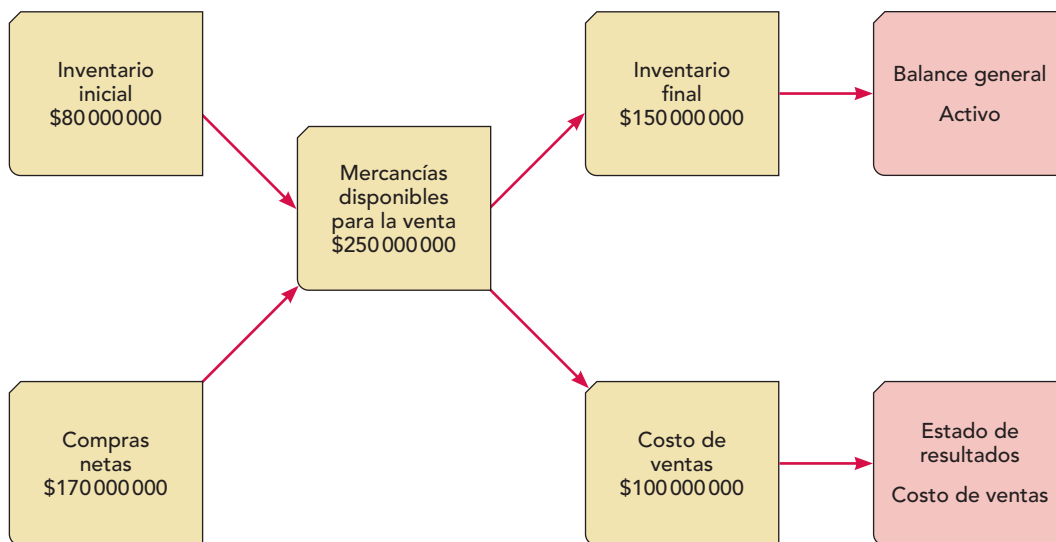 Inventario
inicial
$80 000 000
Inventario
final
$150 000 000
Balance general
Activo
Mercancías
disponibles
para la venta
$250 000 000
Compras
netas
$170 000 000
Costo de
ventas
$100 000 000
Estado de
resultados
Costo de ventas